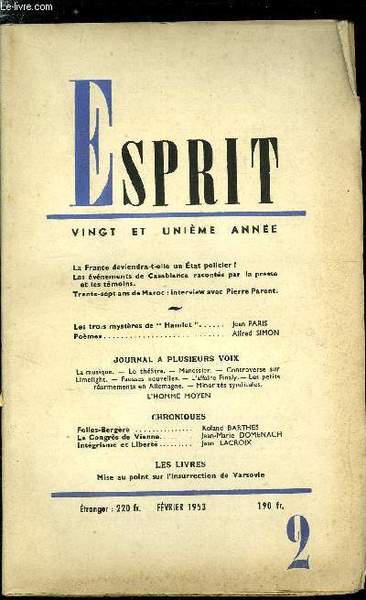 Le-livre.com
ESPRIT
VINGT ET UNIÈME ANNÉE
La France deviendra-t-elle un État policier ?
Les événements de Casablanca racontés par la presse
et les témoins.
Trente-sept ans de Maroc : interview avec Pierre Parent.
Les trois mystères de " Hamlet " ...... Jean PARIS
Poèmes ........................ Alfred SIMON
JOURNAL A PLUSIEURS VOIX
La musique. — Le théâtre. — Manessier. — Controverse sur
Limelight. — Fausses nouvelles. — L'affaire Finaly. — Les petits
réarmements en Allemagne. — Minorités syndicales.
L'HOMME MOYEN
CHRONIQUES
Folies-Bergère ............... Roland BARTHES
Le Congrès de Vienne. ....... Jean-Marie DOMENACH
Intégrisme et Liberté ......... Jean LACROIX
LES LIVRES
Mise au point sur l'insurrection de Varsovie
Étranger : 220 fr. FÉVRIER 1953 190 fr.
2